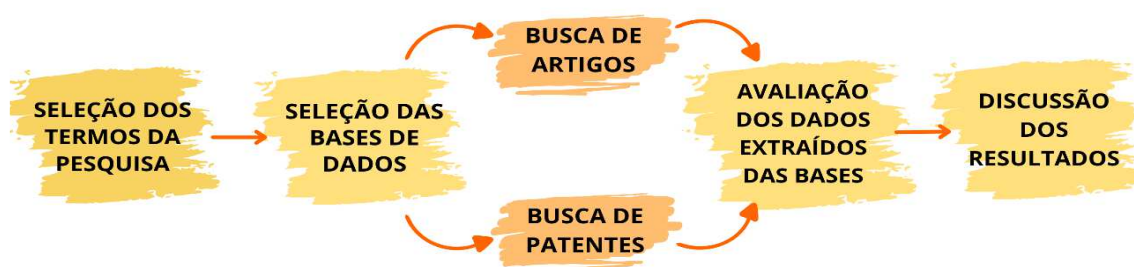 SELEÇÃO DOS
TERMOS DA
PESQUISA
SELEÇÃO DAS
BASES DE
DADOS
BUSCA DE
ARTIGOS
BUSCA DE
PATENTES
AVALIAÇÃO
DOS DADOS
EXTRAÍDOS
DAS BASES
DISCUSSÃO
DOS
RESULTADOS